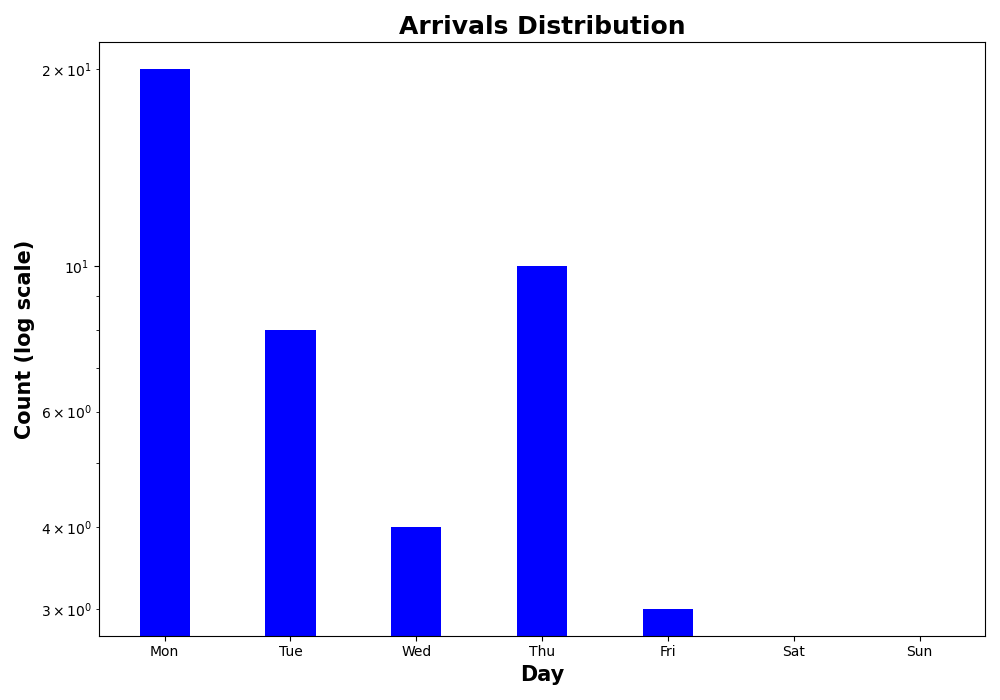 Arrivals Distribution
Count (log scale)
2 × 10¹
10¹
6 × 10⁰
4 × 10⁰
3 × 10⁰
Mon Tue Wed Thu Fri Sat Sun
Day